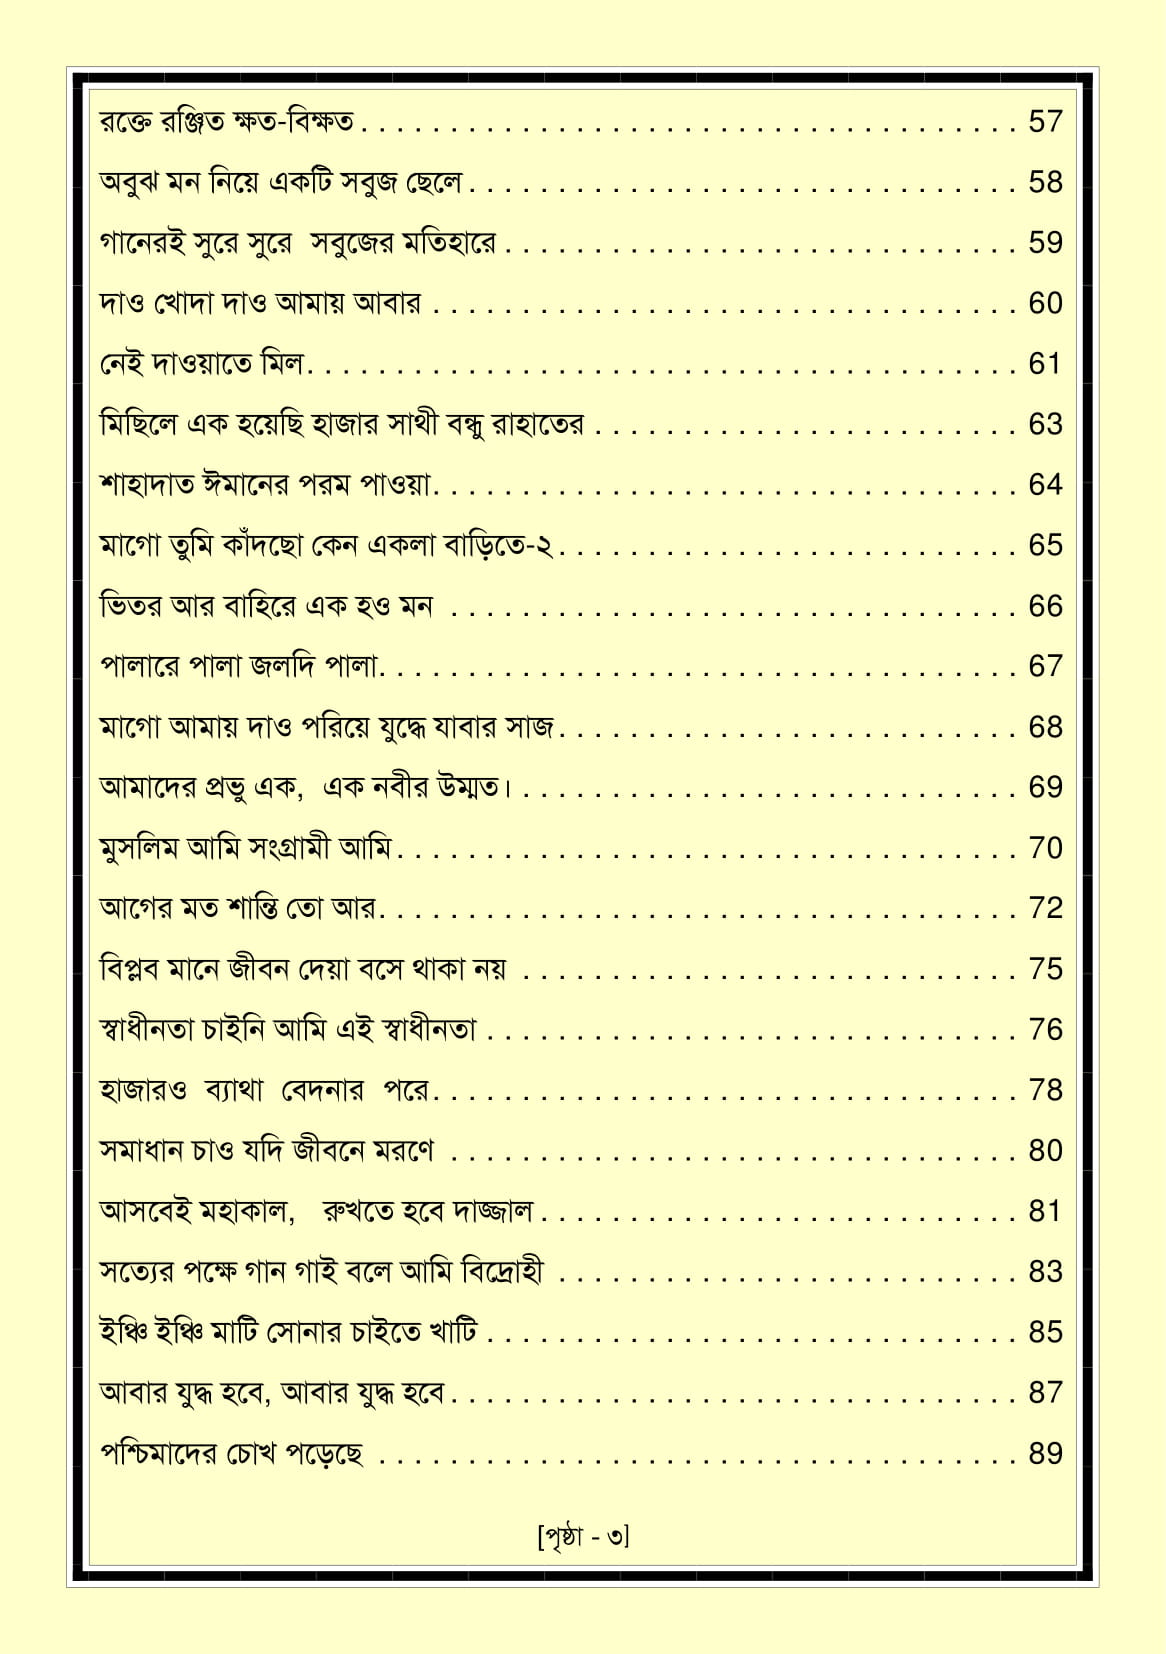 রক্তে রঞ্জিত ক্ষত-বিক্ষত . . . . . . . . . . . . . . . . . . . . . . . . . . . . . . . . . . . . . 57
অবুঝ মন নিয়ে একটি সবুজ ছেলে . . . . . . . . . . . . . . . . . . . . . . . . . . . . . . . 58
গানেরই সুরে সুরে  সবুজের মতিহারে . . . . . . . . . . . . . . . . . . . . . . . . . . . . . 59
দাও খোদা দাও আমায় আবার . . . . . . . . . . . . . . . . . . . . . . . . . . . . . . . . . 60
নেই দাওয়াতে মিল. . . . . . . . . . . . . . . . . . . . . . . . . . . . . . . . . . . . . . . . 61
মিছিলে এক হয়েছি হাজার সাথী বন্ধু রাহাতের . . . . . . . . . . . . . . . . . . . . . . . . 63
শাহাদাত ঈমানের পরম পাওয়া. . . . . . . . . . . . . . . . . . . . . . . . . . . . . . . . . 64
মাগো তুমি কাঁদছো কেন একলা বাড়িতে-২ . . . . . . . . . . . . . . . . . . . . . . . . . . 65
ভিতর আর বাহিরে এক হও মন . . . . . . . . . . . . . . . . . . . . . . . . . . . . . . . . 66
পালারে পালা জলদি পালা. . . . . . . . . . . . . . . . . . . . . . . . . . . . . . . . . . . . 67
মাগো আমায় দাও পরিয়ে যুদ্ধে যাবার সাজ . . . . . . . . . . . . . . . . . . . . . . . . . . 68
আমাদের প্রভু এক,  এক নবীর উম্মত। . . . . . . . . . . . . . . . . . . . . . . . . . . . . 69
মুসলিম আমি সংগ্রামী আমি . . . . . . . . . . . . . . . . . . . . . . . . . . . . . . . . . . . 70
আগের মত শান্তি তো আর. . . . . . . . . . . . . . . . . . . . . . . . . . . . . . . . . . . . 72
বিপ্লব মানে জীবন দেয়া বসে থাকা নয় . . . . . . . . . . . . . . . . . . . . . . . . . . . . 75
স্বাধীনতা চাইনি আমি এই স্বাধীনতা . . . . . . . . . . . . . . . . . . . . . . . . . . . . . . 76
হাজারও  ব্যাথা  বেদনার  পরে. . . . . . . . . . . . . . . . . . . . . . . . . . . . . . . . . 78
সমাধান চাও যদি জীবনে মরণে . . . . . . . . . . . . . . . . . . . . . . . . . . . . . . . . 80
আসবেই মহাকাল,   রুখতে হবে দাজ্জাল . . . . . . . . . . . . . . . . . . . . . . . . . . . 81
সত্যের পক্ষে গান গাই বলে আমি বিদ্রোহী . . . . . . . . . . . . . . . . . . . . . . . . . . 83
ইঞ্চি ইঞ্চি মাটি সোনার চাইতে খাটি . . . . . . . . . . . . . . . . . . . . . . . . . . . . . . 85
আবার যুদ্ধ হবে, আবার যুদ্ধ হবে . . . . . . . . . . . . . . . . . . . . . . . . . . . . . . . . 87
পশ্চিমাদের চোখ পড়েছে . . . . . . . . . . . . . . . . . . . . . . . . . . . . . . . . . . . . 89
[পৃষ্ঠা - ৩]